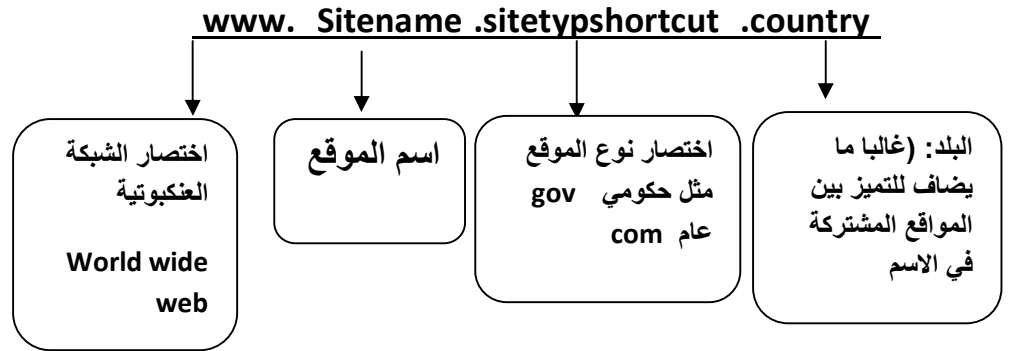 www. Sitename .sitetypshortcut .country
اختصار الشبكة
العنكبوتية
World wide
web
اسم الموقع
اختصار نوع الموقع
مثل حكومي gov
عام com
البلد: (غالبا ما
يضاف للتميز بين
المواقع المشتركة
في الاسم